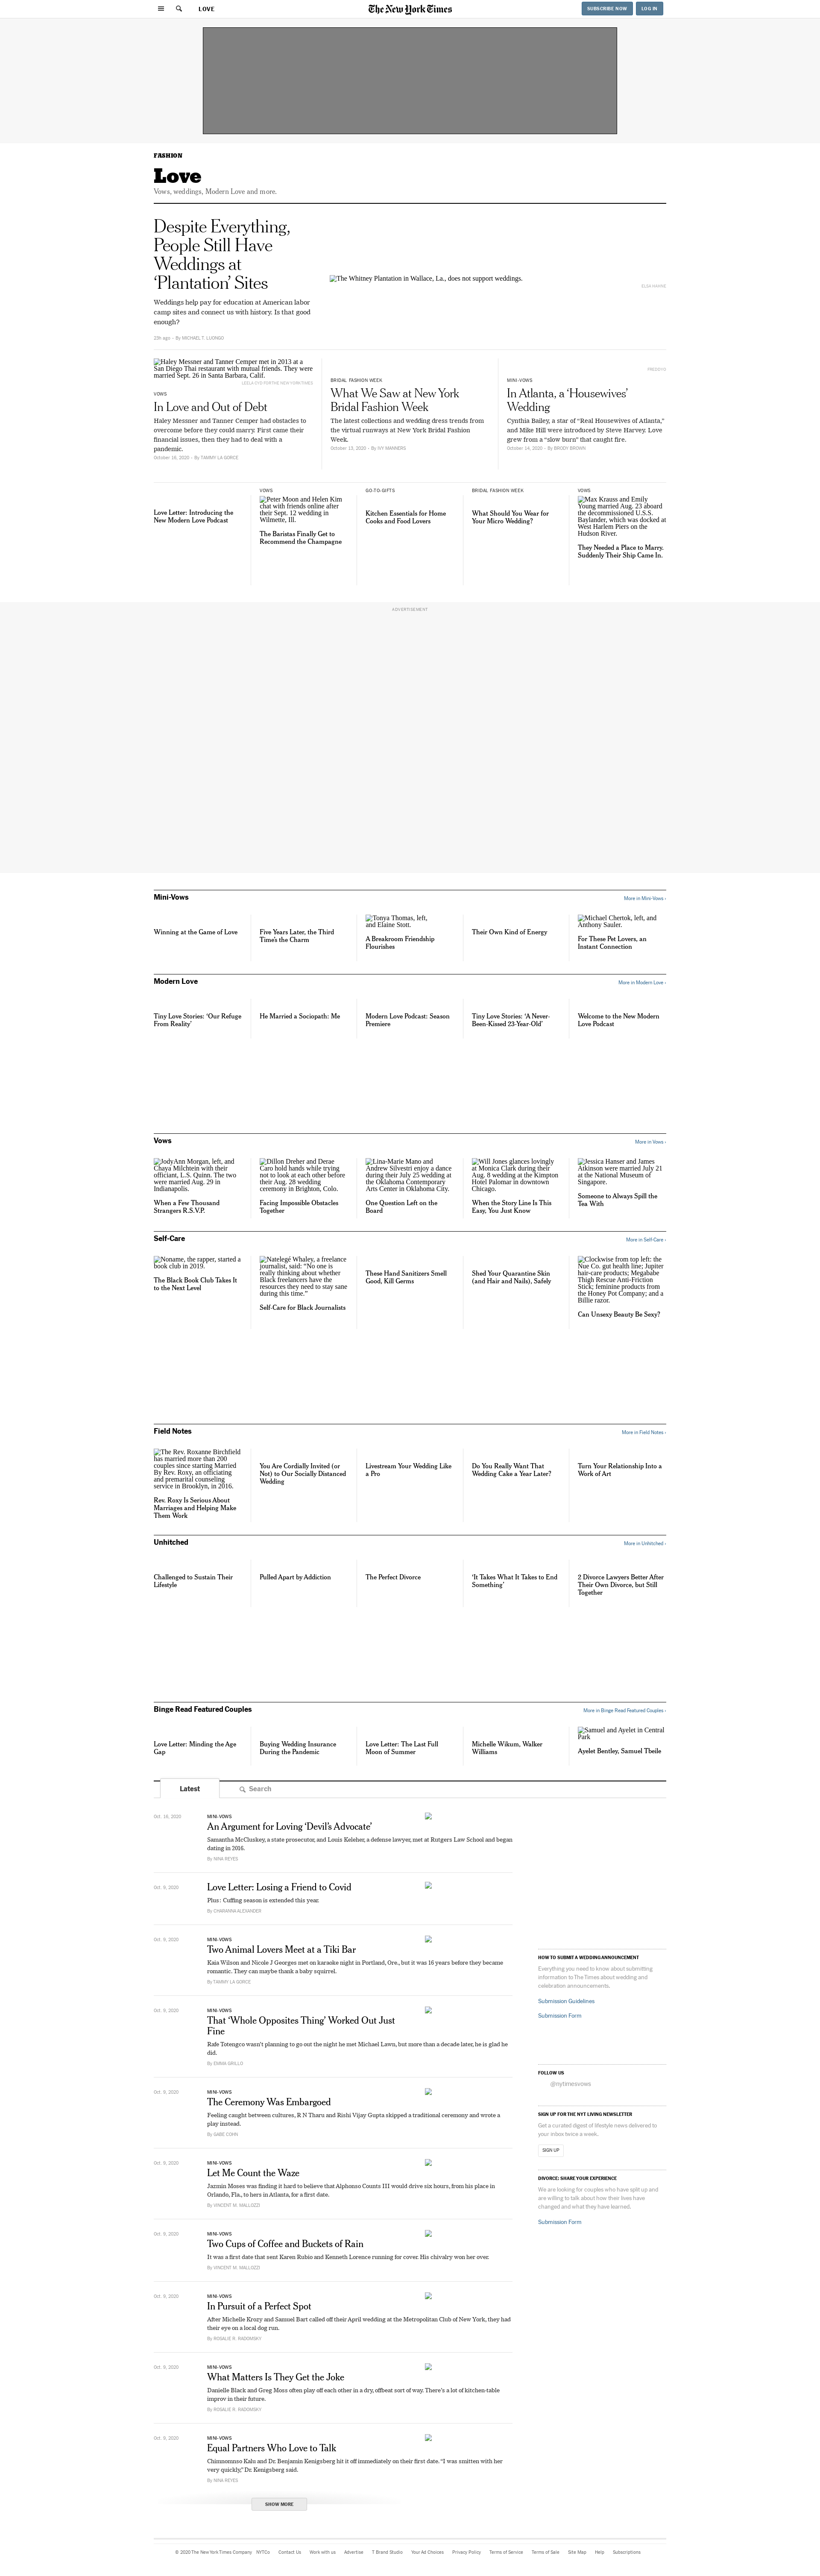 LOVE
The New York Times
SUBSCRIBE NOW
LOG IN
FASHION
Love
Vows, weddings, Modern Love and more.
Despite Everything,
People Still Have
Weddings at
‘Plantation’ Sites
Weddings help pay for education at American labor
camp sites and connect us with history. Is that good
enough?
22h ago - By MICHAEL T. LUONGO
The Whitney Plantation in Wallace, La., does not support weddings.
ELSA HAHNE
Haley Messner and Tanner Cemper met in 2013 at a
San Diego Thai restaurant with mutual friends. They were
married Sept. 26 in Santa Barbara, Calif.
LEELA CYD FOR THE NEW YORK TIMES
VOWS
In Love and Out of Debt
Haley Messner and Tanner Cemper had obstacles to
overcome before they could marry. First came their
financial issues, then they had to deal with a
pandemic.
October 16, 2020 - By TAMMY LA GORCE
BRIDAL FASHION WEEK
What We Saw at New York
Bridal Fashion Week
The latest collections and wedding dress trends from
the virtual runways at New York Bridal Fashion
Week.
October 13, 2020 - By IVY MANNERS
PRESSIYO
MINI-VOWS
In Atlanta, a ‘Housewives’
Wedding
Cynthia Bailey, a star of “Real Housewives of Atlanta,”
and Mike Hill were introduced by Steve Harvey. Love
grew from a “slow burn” that caught fire.
October 14, 2020 - By BRODY BROWN
Love Letter: Introducing the
New Modern Love Podcast
VOWS
Peter Moon and Helen Kim
chat with friends online after
their Sept. 12 wedding in
Wilmette, Ill.
The Baristas Finally Get to
Recommend the Champagne
GO-TO-GIFTS
Kitchen Essentials for Home
Cooks and Food Lovers
BRIDAL FASHION WEEK
What Should You Wear for
Your Micro Wedding?
VOWS
Max Krauss and Emily
Young married Aug. 23 aboard
the decommissioned U.S.S.
Baylander, which was docked at
West Harlem Piers on the
Hudson River.
They Needed a Place to Marry.
Suddenly Their Ship Came In.
ADVERTISEMENT
Mini-Vows
More in Mini-Vows ›
Winning at the Game of Love
Five Years Later, the Third
Time’s the Charm
Tonya Thomas, left,
and Elaine Stott.
A Breakroom Friendship
Flourishes
Their Own Kind of Energy
Michael Chertok, left, and
Anthony Sauler.
For These Pet Lovers, an
Instant Connection
Modern Love
More in Modern Love ›
Tiny Love Stories: ‘Our Refuge
From Reality’
He Married a Sociopath: Me
Modern Love Podcast: Season
Premiere
Tiny Love Stories: ‘A Never-
Been-Kissed 23-Year-Old’
Welcome to the New Modern
Love Podcast
Vows
More in Vows ›
JodyAnn Morgan, left, and
Chaya Milchtein with their
officiant, L.S. Quinn. The two
were married Aug. 29 in
Indianapolis.
When a Few Thousand
Strangers R.S.V.P.
Dillon Dreher and Derae
Caro hold hands while trying
not to look at each other before
their Aug. 28 wedding
ceremony in Brighton, Colo.
Facing Impossible Obstacles
Together
Lina-Marie Mano and
Andrew Silvestri enjoy a dance
during their July 25 wedding at
the Oklahoma Contemporary
Arts Center in Oklahoma City.
One Question Left on the
Board
Will Jones glances lovingly
at Monica Clark during their
Aug. 8 wedding at the Kimpton
Hotel Palomar in downtown
Chicago.
When the Story Line Is This
Easy, You Just Know
Jessica Hanser and James
Atkinson were married July 21
at the National Museum of
Singapore.
Someone to Always Spill the
Tea With
Self-Care
More in Self-Care ›
Noname, the rapper, started a
book club in 2019.
The Black Book Club Takes It
to the Next Level
Natelegé Whaley, a freelance
journalist, said: “No one is
really thinking about whether
Black freelancers have the
resources they need to stay sane
during this time.”
Self-Care for Black Journalists
These Hand Sanitizers Smell
Good, Kill Germs
Shed Your Quarantine Skin
(and Hair and Nails), Safely
Clockwise from top left: the
Nue Co. gut health line; Jupiter
hair-care products; Megababe
Thigh Rescue Anti-Friction
Stick; feminine products from
the Honey Pot Company; and a
Billie razor.
Can Unsexy Beauty Be Sexy?
Field Notes
More in Field Notes ›
The Rev. Roxanne Birchfield
has married more than 200
couples since starting Married
By Rev. Roxy, an officiating
and premarital counseling
service in Brooklyn, in 2016.
Rev. Roxy Is Serious About
Marriages and Helping Make
Them Work
You Are Cordially Invited (or
Not) to Our Socially Distanced
Wedding
Livestream Your Wedding Like
a Pro
Do You Really Want That
Wedding Cake a Year Later?
Turn Your Relationship Into a
Work of Art
Unhitched
More in Unhitched ›
Challenged to Sustain Their
Lifestyle
Pulled Apart by Addiction
The Perfect Divorce
‘It Takes What It Takes to End
Something’
2 Divorce Lawyers Better After
Their Own Divorce, but Still
Together
Binge Read Featured Couples
More in Binge Read Featured Couples ›
Love Letter: Minding the Age
Gap
Buying Wedding Insurance
During the Pandemic
Love Letter: The Last Full
Moon of Summer
Michelle Wikum, Walker
Williams
Samuel and Ayelet in Central
Park
Ayelet Bentley, Samuel Tbeile
Latest
Search
Oct. 16, 2020
MINI-VOWS
An Argument for Loving ‘Devil’s Advocate’
Samantha McCluskey, a state prosecutor, and Louis Keleher, a defense lawyer, met at Rutgers Law School and began
dating in 2016.
By NINA REYES
Oct. 9, 2020
Love Letter: Losing a Friend to Covid
Plus: Cuffing season is extended this year.
By CHARANNA ALEXANDER
Oct. 9, 2020
MINI-VOWS
Two Animal Lovers Meet at a Tiki Bar
Kaia Wilson and Nicole J Georges met on karaoke night in Portland, Ore., but it was 16 years before they became
romantic. They can maybe thank a baby squirrel.
By TAMMY LA GORCE
Oct. 9, 2020
MINI-VOWS
That ‘Whole Opposites Thing’ Worked Out Just
Fine
Rafe Totengco wasn’t planning to go out the night he met Michael Lawn, but more than a decade later, he is glad he
did.
By EMMA GRILLO
Oct. 9, 2020
MINI-VOWS
The Ceremony Was Embargoed
Feeling caught between cultures, R N Tharu and Rishi Vijay Gupta skipped a traditional ceremony and wrote a
play instead.
By GABE COHN
Oct. 9, 2020
MINI-VOWS
Let Me Count the Waze
Jazmin Moses was finding it hard to believe that Alphonso Counts III would drive six hours, from his place in
Orlando, Fla., to hers in Atlanta, for a first date.
By VINCENT M. MALLOZZI
Oct. 9, 2020
MINI-VOWS
Two Cups of Coffee and Buckets of Rain
It was a first date that sent Karen Rubio and Kenneth Lorence running for cover. His chivalry won her over.
By VINCENT M. MALLOZZI
Oct. 9, 2020
MINI-VOWS
In Pursuit of a Perfect Spot
After Michelle Krozy and Samuel Bart called off their April wedding at the Metropolitan Club of New York, they had
their eye on a local dog run.
By ROSALIE R. RADOMSKY
Oct. 9, 2020
MINI-VOWS
What Matters Is They Get the Joke
Danielle Black and Greg Moss often play off each other in a dry, offbeat sort of way. There’s a lot of kitchen-table
improv in their future.
By ROSALIE R. RADOMSKY
Oct. 9, 2020
MINI-VOWS
Equal Partners Who Love to Talk
Chinmomnso Kalu and Dr. Benjamin Kenigsberg hit it off immediately on their first date. “I was smitten with her
very quickly,” Dr. Kenigsberg said.
By NINA REYES
SHOW MORE
HOW TO SUBMIT A WEDDING ANNOUNCEMENT
Everything you need to know about submitting
information to The Times about wedding and
celebration announcements.
Submission Guidelines
Submission Form
FOLLOW US
@nytimesvows
SIGN UP FOR THE NYT LIVING NEWSLETTER
Get a curated digest of lifestyle news delivered to
your inbox twice a week.
SIGN UP
DIVORCE: SHARE YOUR EXPERIENCE
We are looking for couples who have split up and
are willing to talk about how their lives have
changed and what they have learned.
Submission Form
© 2020 The New York Times Company NYTCo Contact Us Work with us Advertise T Brand Studio Your Ad Choices Privacy Policy Terms of Service Terms of Sale Site Map Help Subscriptions